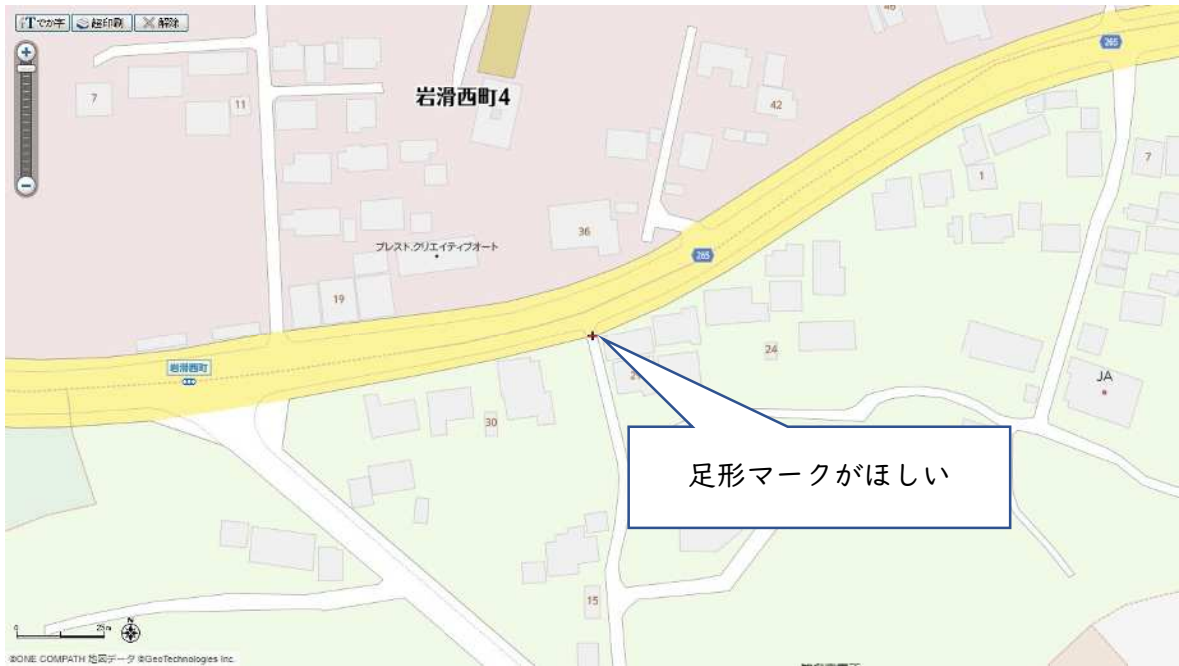 でか字
超印刷
解除
46
265
7
11
岩滑西町4
42
7
1
36
プレスト.クリエイティブオート
265
19
岩滑西町
24
JA
30
足形マークがほしい
15
0
25m
N
©ONE COMPATH 地図データ ©GeoTechnologies Inc.